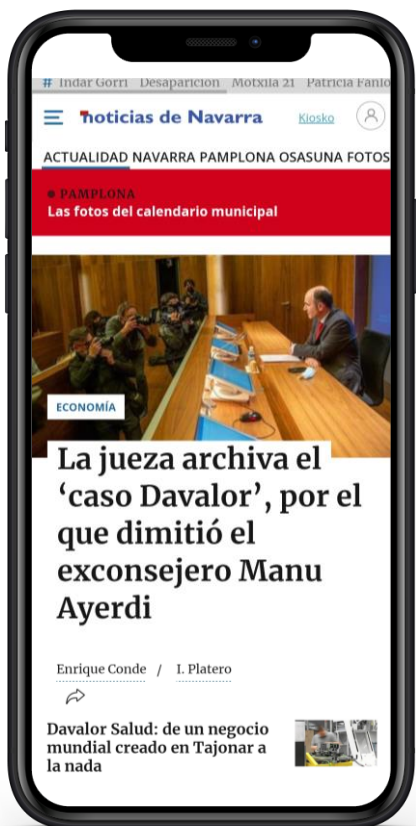 # Indar Gorri Desaparición Motxila 21 Patricia Fanlo
noticias de Navarra Kiosko
ACTUALIDAD NAVARRA PAMPLONA OSASUNA FOTOS
PAMPLONA
Las fotos del calendario municipal
ECONOMÍA
La jueza archiva el
‘caso Davalor’, por el
que dimitió el
exconsejero Manu
Ayerdi
Enrique Conde / I. Platero
Davalor Salud: de un negocio
mundial creado en Tajonar a
la nada